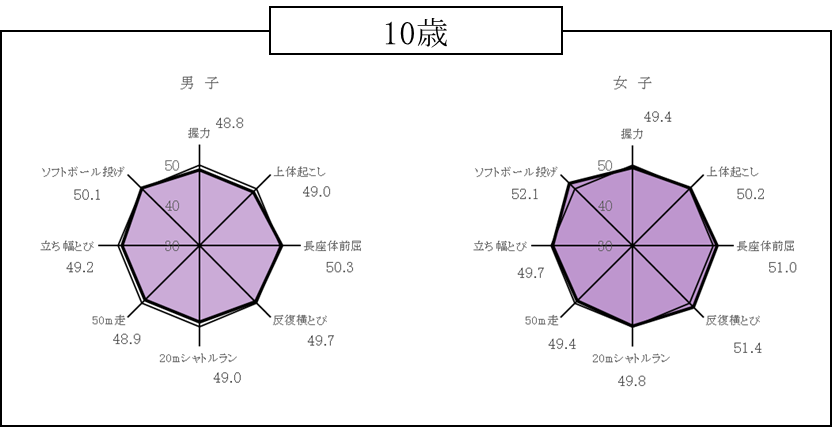 10歳
男 子
48.8
握力
50
ソフトボール投げ
50.1
上体起こし
49.0
40
立ち幅とび
49.2
30
長座体前屈
50.3
50m走
48.9
反復横とび
49.7
20mシャトルラン
49.0
女 子
49.4
握力
50
ソフトボール投げ
52.1
上体起こし
50.2
40
立ち幅とび
49.7
30
長座体前屈
51.0
50m走
49.4
反復横とび
51.4
20mシャトルラン
49.8